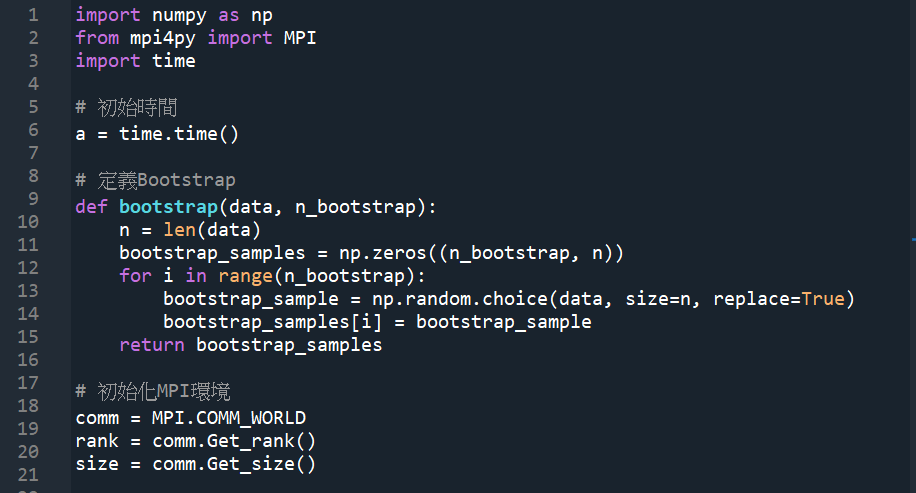 1 import numpy as np
2 from mpi4py import MPI
3 import time
4
5 # 初始時間
6 a = time.time()
7
8 # 定義Bootstrap
9 def bootstrap(data, n_bootstrap):
10     n = len(data)
11     bootstrap_samples = np.zeros((n_bootstrap, n))
12     for i in range(n_bootstrap):
13         bootstrap_sample = np.random.choice(data, size=n, replace=True)
14         bootstrap_samples[i] = bootstrap_sample
15     return bootstrap_samples
16
17 # 初始化MPI環境
18 comm = MPI.COMM_WORLD
19 rank = comm.Get_rank()
20 size = comm.Get_size()
21